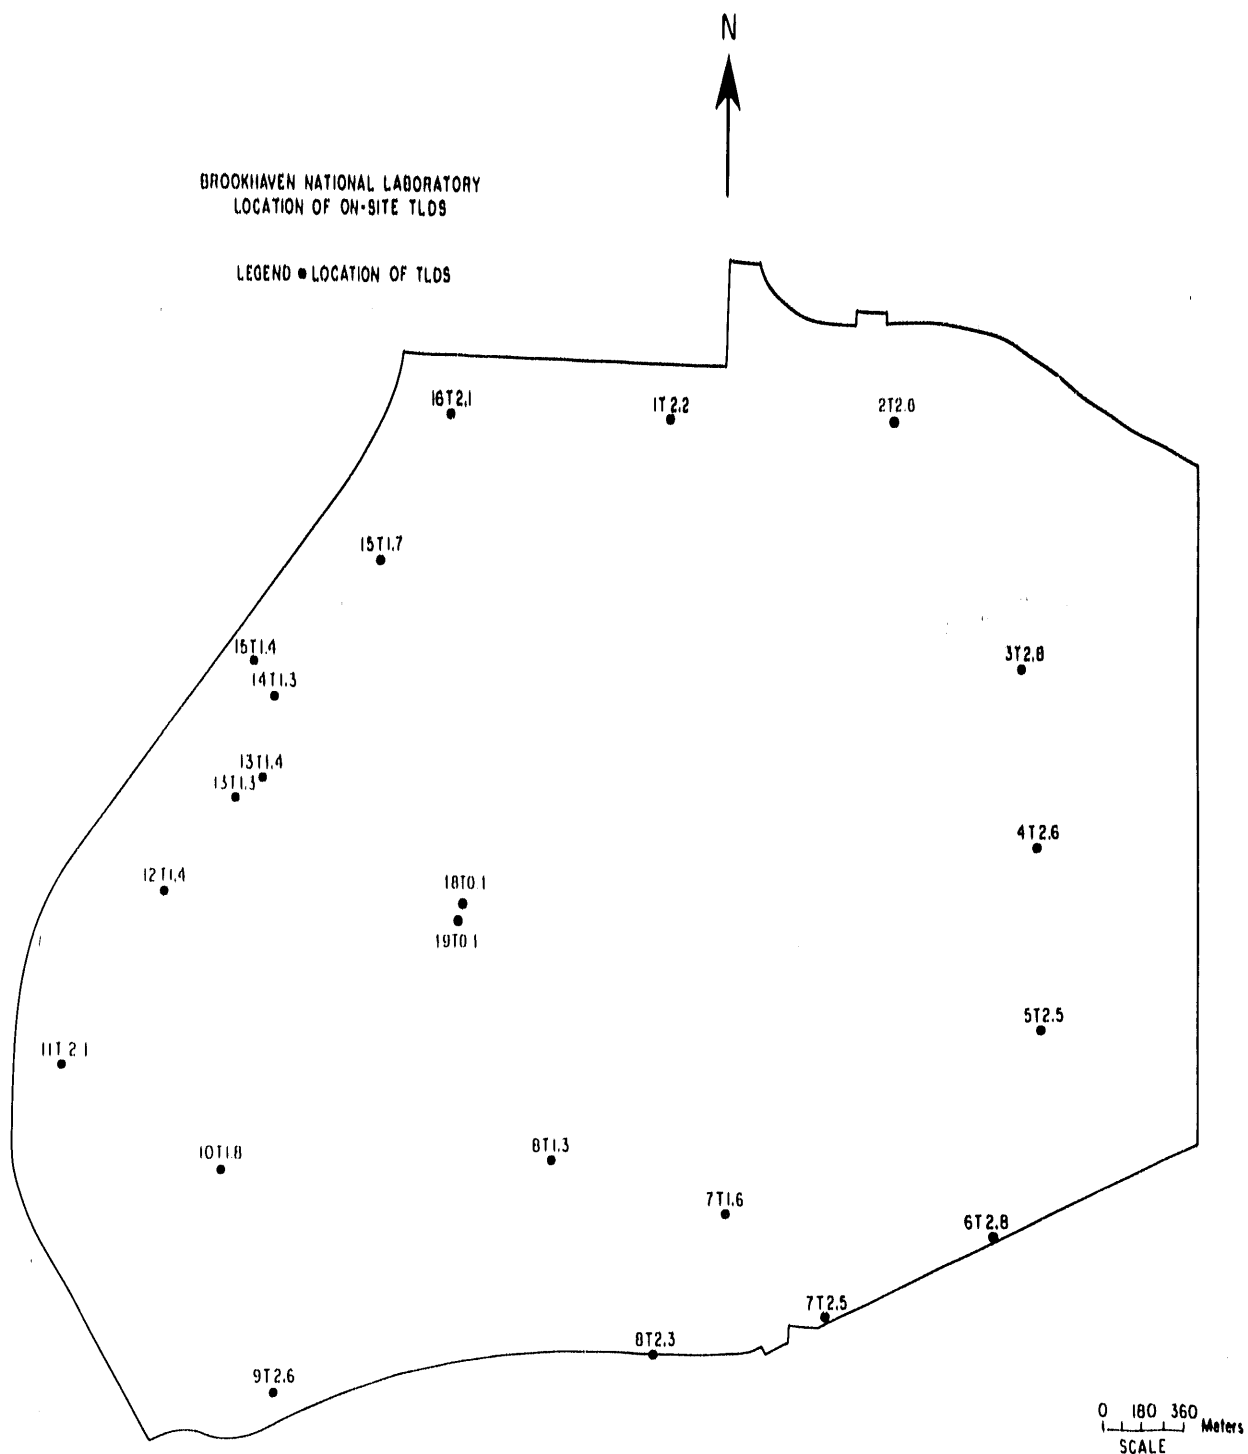 N
BROOKHAVEN NATIONAL LABORATORY
LOCATION OF ON-SITE TLDS
LEGEND ● LOCATION OF TLDS
16T2.1
1T2.2
2T2.0
15T1.7
15T1.4
14T1.3
3T2.8
13T1.4
13T1.3
4T2.6
12T1.4
18T0.1
19T0.1
5T2.5
11T2.1
10T1.8
8T1.3
7T1.6
6T2.8
7T2.5
8T2.3
9T2.6
0 180 360 Meters
SCALE